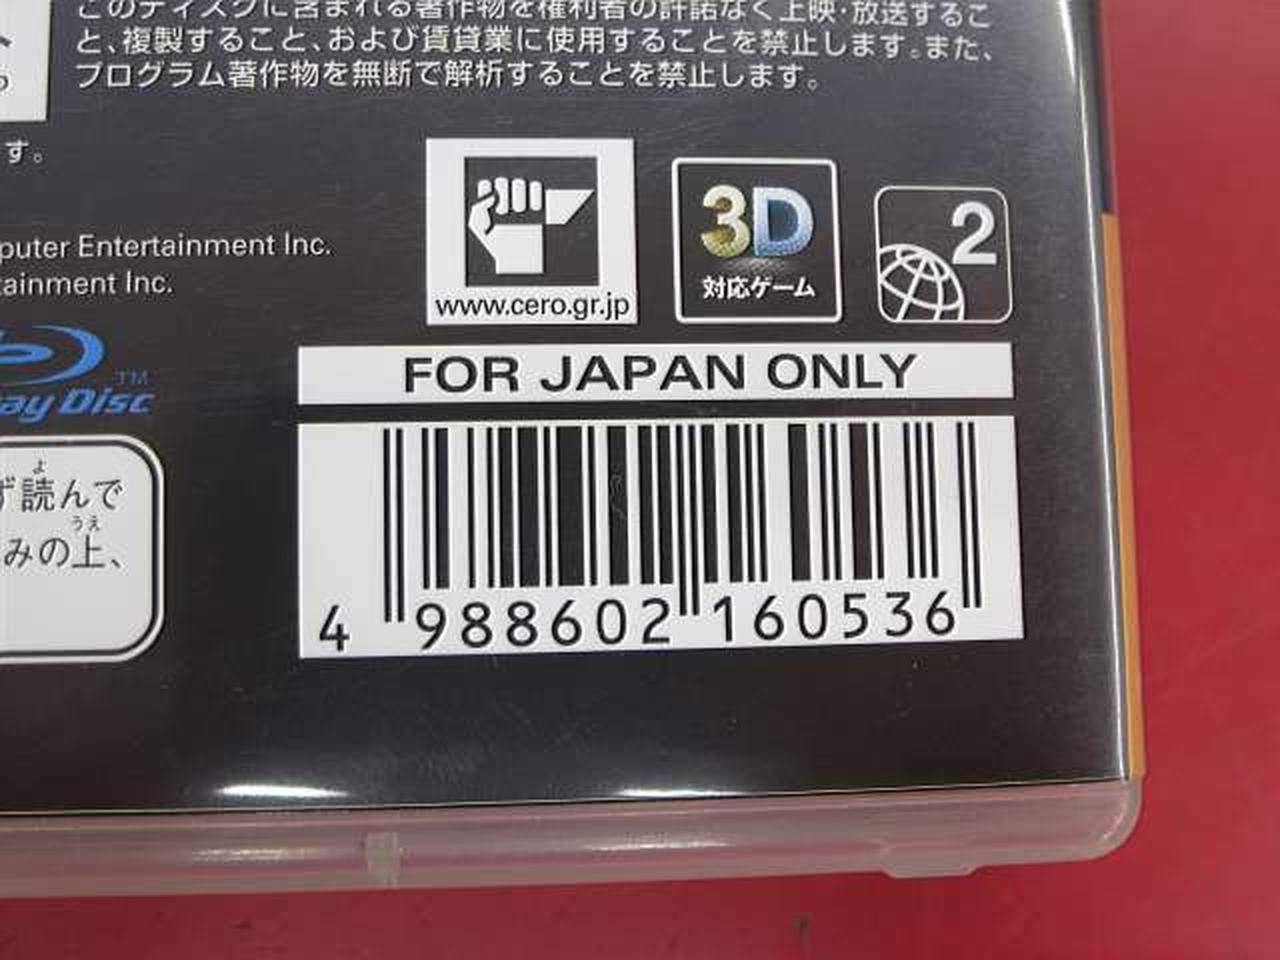 このディスクに含まれる著作物を権利者の許諾なく上映・放送するこ
と、複製すること、および賃貸業に使用することを禁止します。また、
プログラム著作物を無断で解析することを禁止します。
す。
puter Entertainment Inc.
tainment Inc.
www.cero.gr.jp
3D
対応ゲーム
2
FOR JAPAN ONLY
ay Disc TM
ず読んで
よ
みの上、
うえ
4 988602 160536